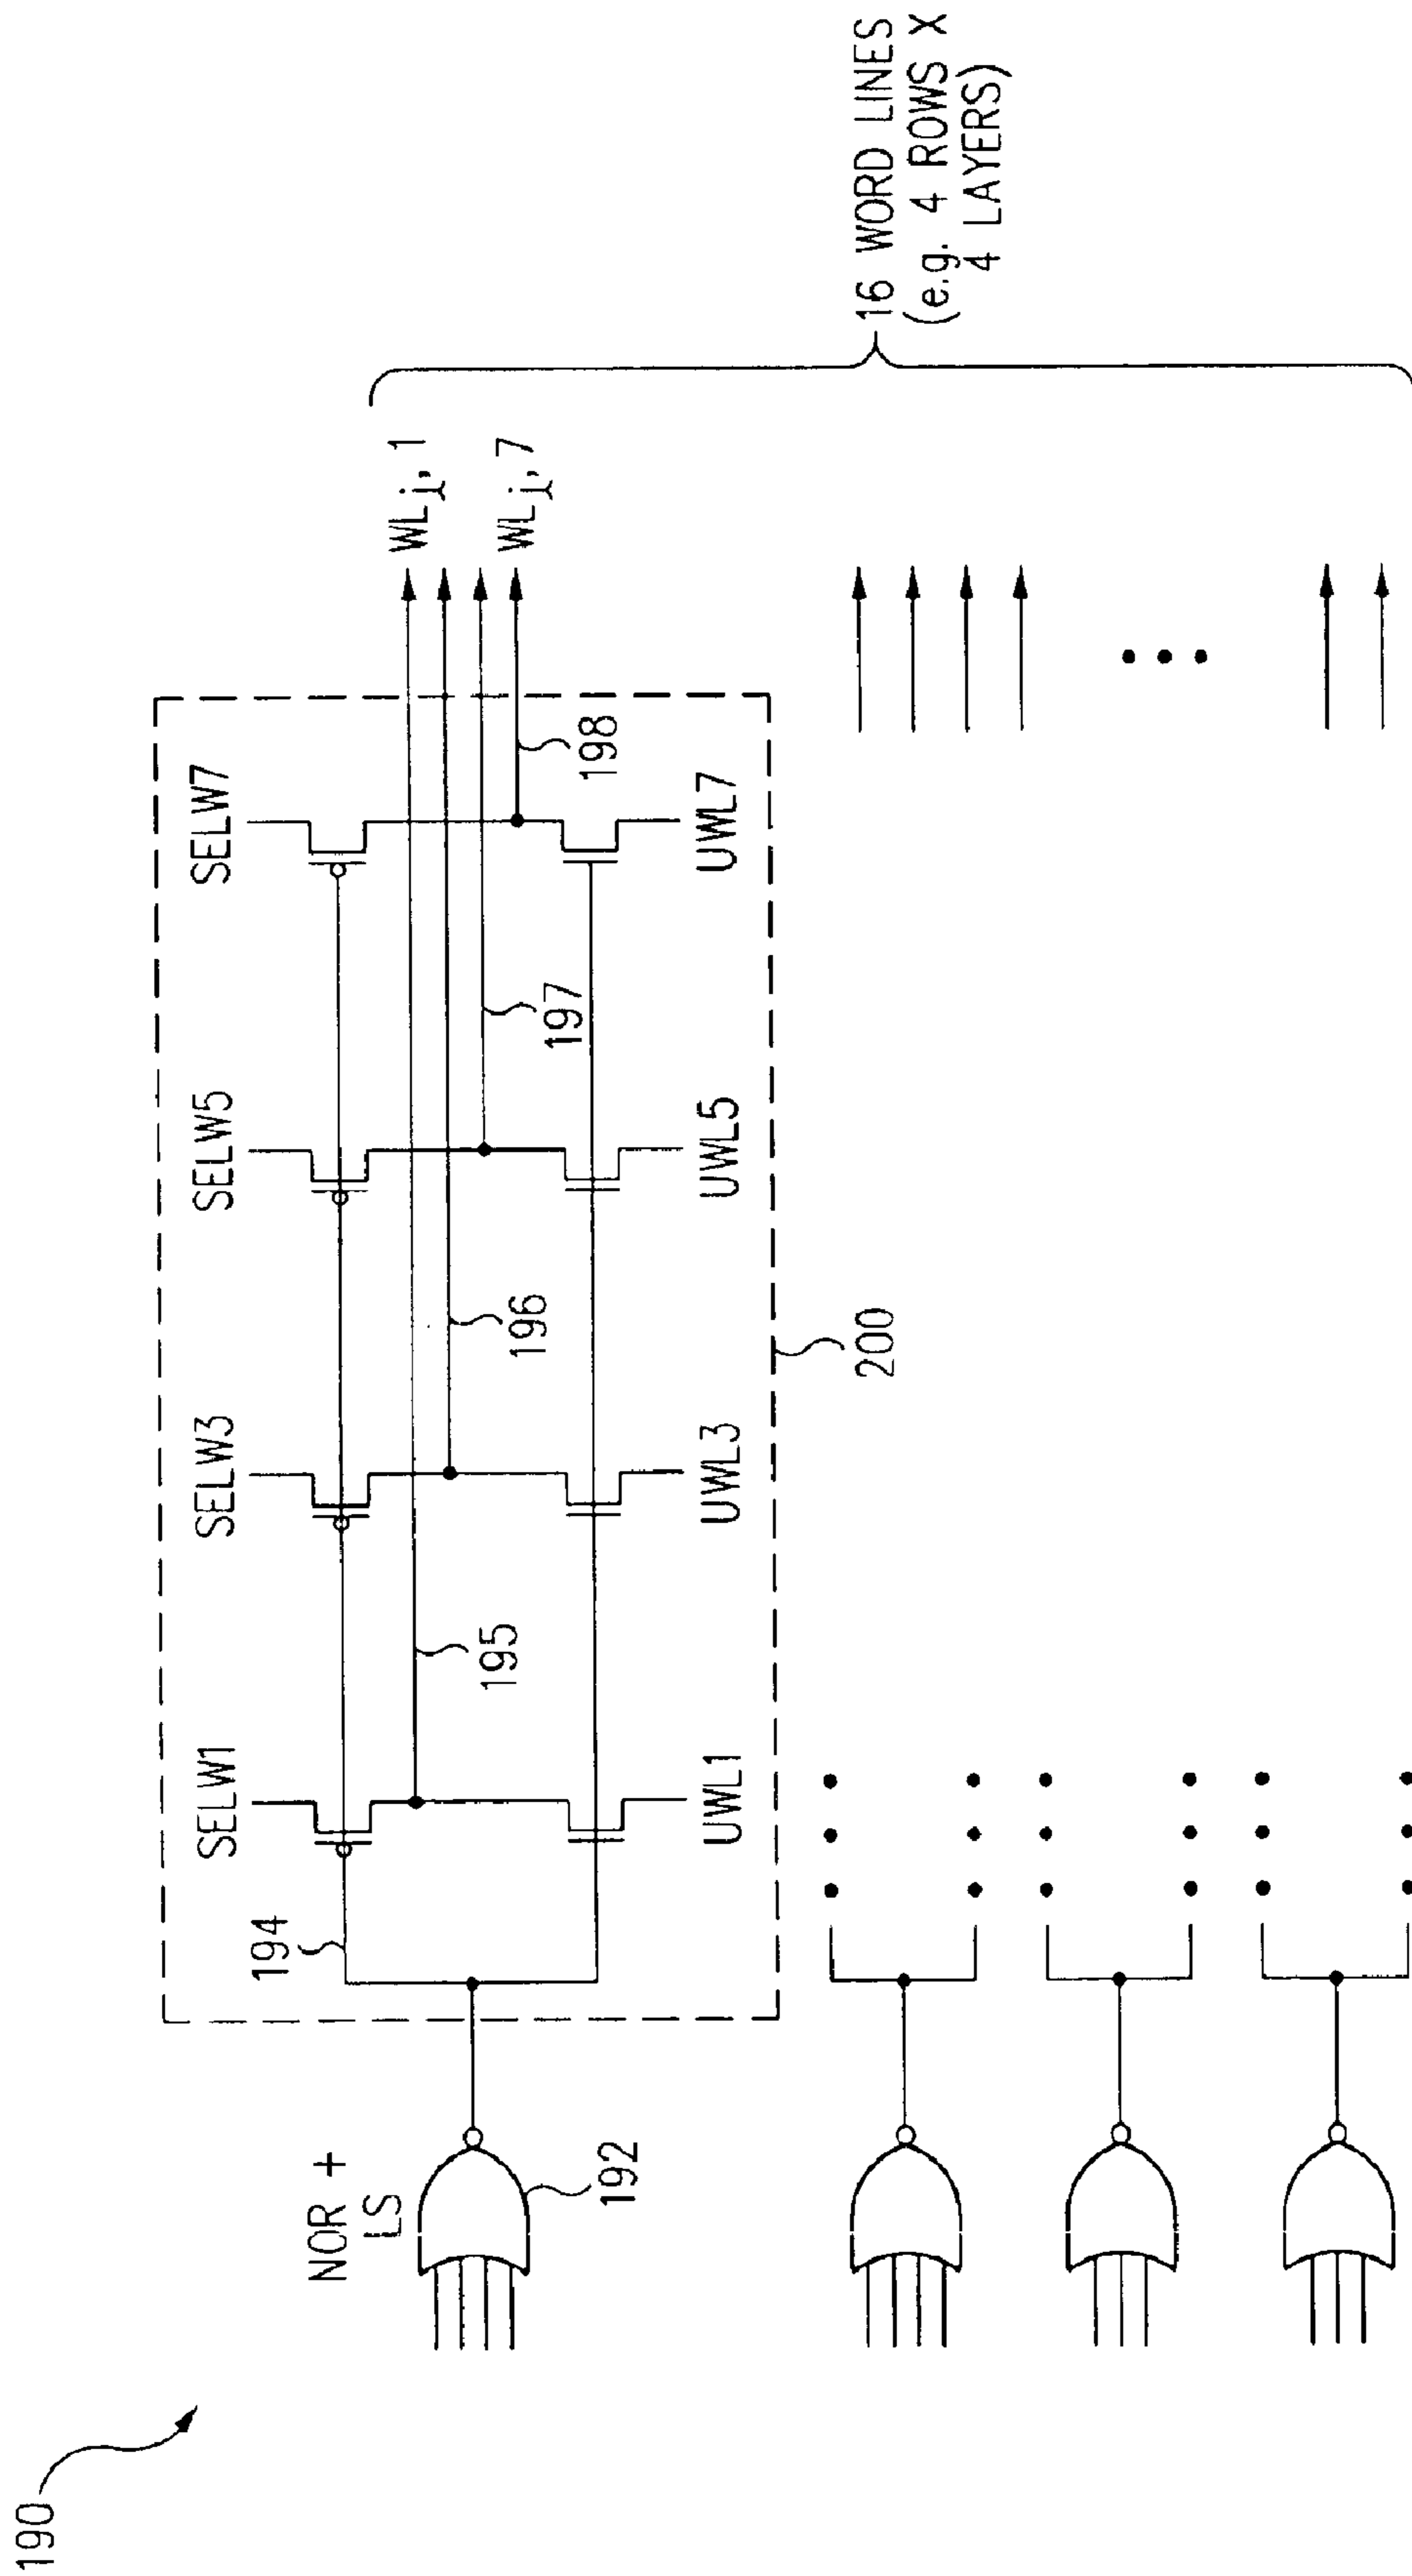 190
NOR +
LS
192
194
SELW1
SELW3
SELW5
SELW7
195
196
197
198
UWL1
UWL3
UWL5
UWL7
200
WLj, 1
WLj, 7
16 WORD LINES
(e.g. 4 ROWS X
4 LAYERS)